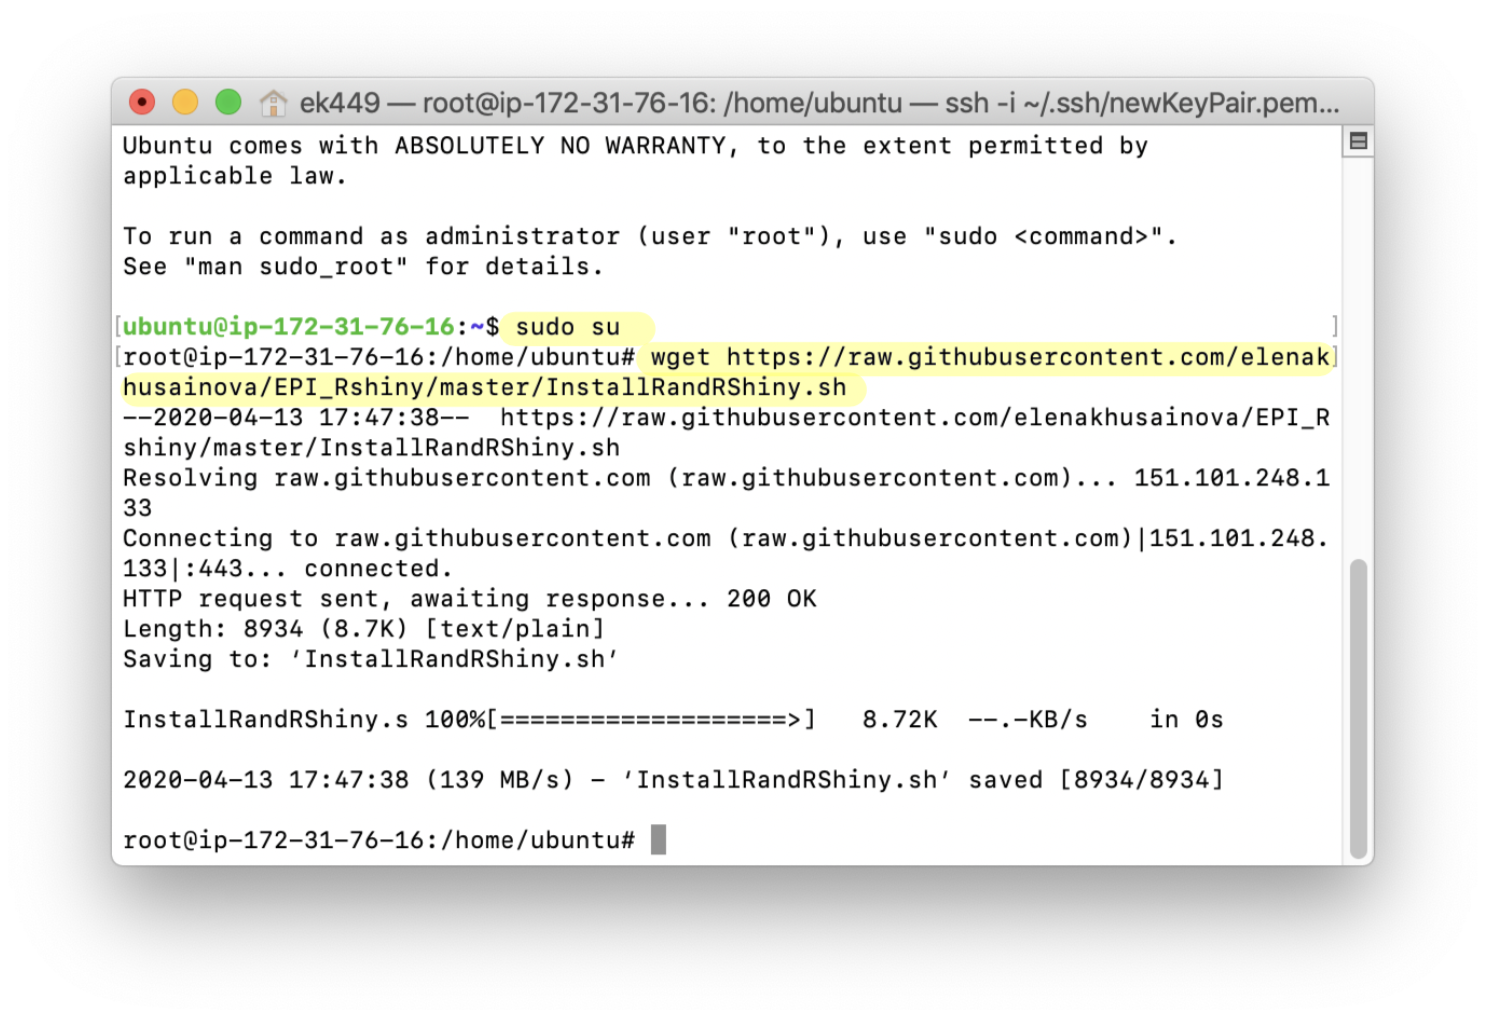 ek449 — root@ip-172-31-76-16: /home/ubuntu — ssh -i ~/.ssh/newKeyPair.pem...
Ubuntu comes with ABSOLUTELY NO WARRANTY, to the extent permitted by
applicable law.
To run a command as administrator (user "root"), use "sudo <command>".
See "man sudo_root" for details.
[ubuntu@ip-172-31-76-16:~$ sudo su ]
[root@ip-172-31-76-16:/home/ubuntu# wget https://raw.githubusercontent.com/elenak]
husainova/EPI_Rshiny/master/InstallRandRShiny.sh
--2020-04-13 17:47:38--  https://raw.githubusercontent.com/elenakhusainova/EPI_R
shiny/master/InstallRandRShiny.sh
Resolving raw.githubusercontent.com (raw.githubusercontent.com)... 151.101.248.1
33
Connecting to raw.githubusercontent.com (raw.githubusercontent.com)|151.101.248.
133|:443... connected.
HTTP request sent, awaiting response... 200 OK
Length: 8934 (8.7K) [text/plain]
Saving to: ‘InstallRandRShiny.sh’
InstallRandRShiny.s 100%[===================>]   8.72K  --.-KB/s    in 0s
2020-04-13 17:47:38 (139 MB/s) - ‘InstallRandRShiny.sh’ saved [8934/8934]
root@ip-172-31-76-16:/home/ubuntu#